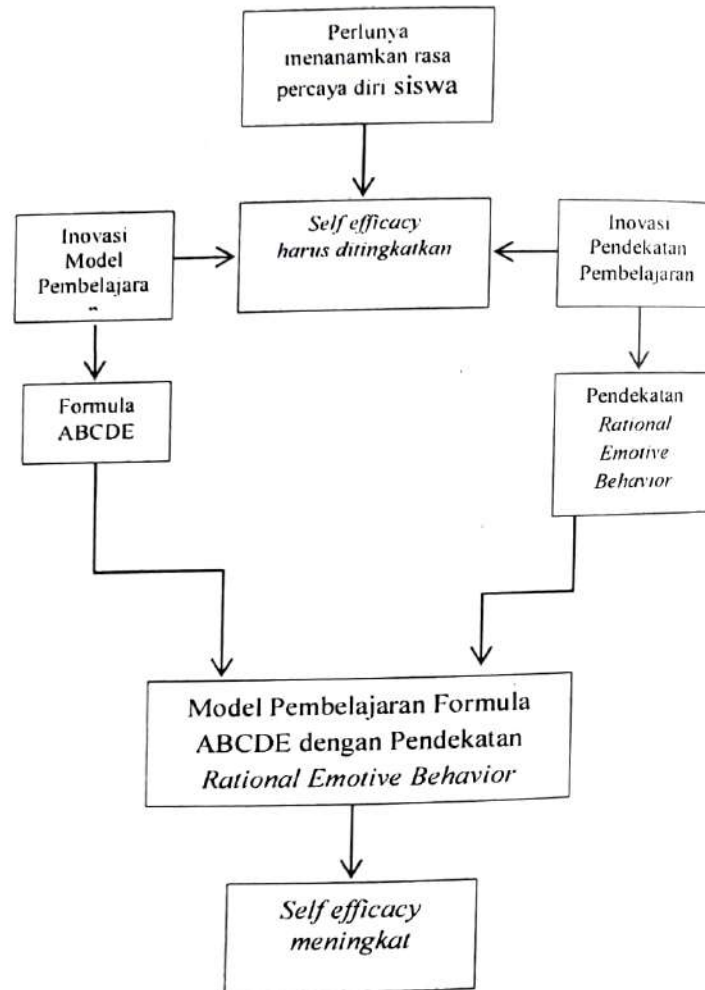 Perlunya
menanamkan rasa
percaya diri siswa
Self efficacy
harus ditingkatkan
Inovasi
Model
Pembelajara
Inovasi
Pendekatan
Pembelajaran
Formula
ABCDE
Pendekatan
Rational
Emotive
Behavior
Model Pembelajaran Formula
ABCDE dengan Pendekatan
Rational Emotive Behavior
Self efficacy
meningkat